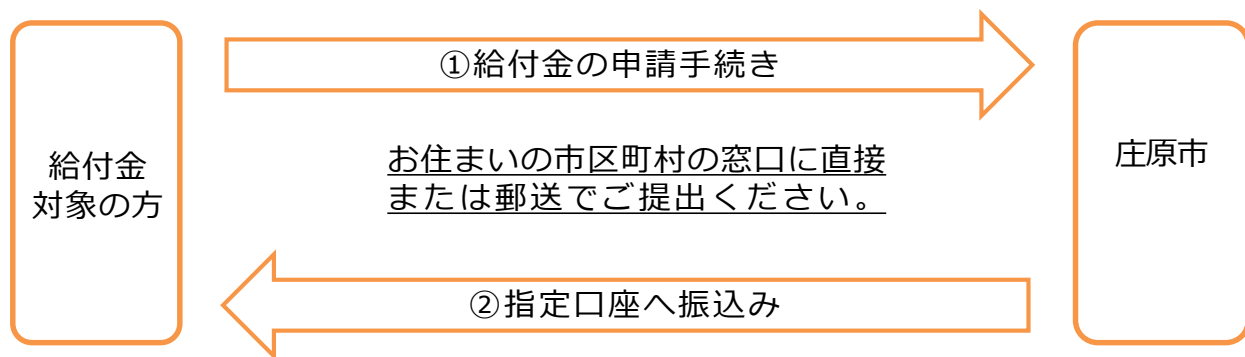 ①給付金の申請手続き
給付金
対象の方
お住まいの市区町村の窓口に直接
または郵送でご提出ください。
庄原市
②指定口座へ振込み